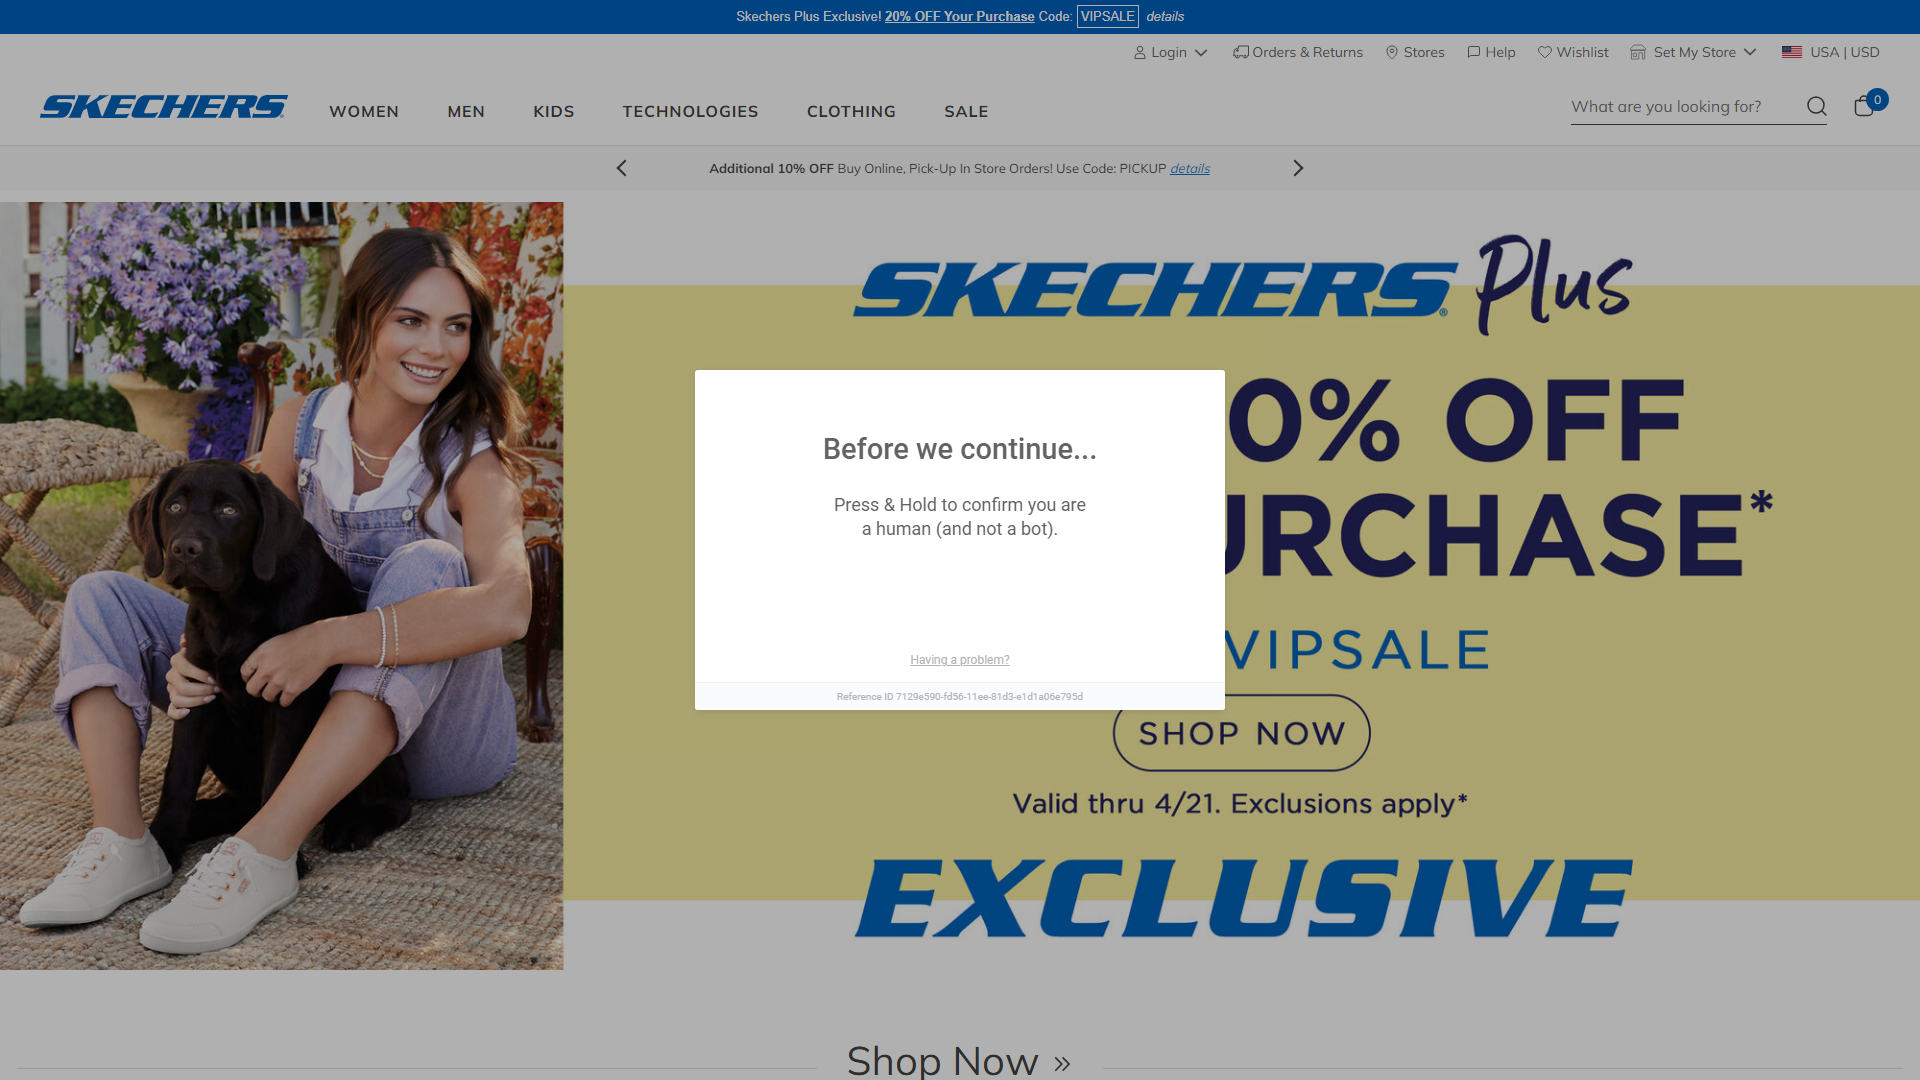 Skechers Plus Exclusive! 20% OFF Your Purchase Code: VIPSALE details
Login
Orders & Returns
Stores
Help
Wishlist
Set My Store
USA | USD
SKECHERS
WOMEN
MEN
KIDS
TECHNOLOGIES
CLOTHING
SALE
What are you looking for?
0
Additional 10% OFF Buy Online, Pick-Up In Store Orders! Use Code: PICKUP details
SKECHERS® Plus
0% OFF
URCHASE*
VIPSALE
SHOP NOW
Valid thru 4/21. Exclusions apply*
EXCLUSIVE
Before we continue...
Press & Hold to confirm you are
a human (and not a bot).
Having a problem?
Reference ID 7129e590-fd56-11ee-81d3-e1d1a06e795d
Shop Now »